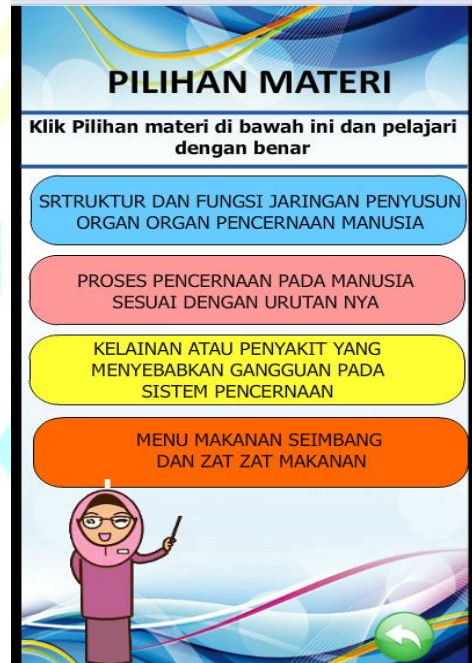 PILIHAN MATERI
Klik Pilihan materi di bawah ini dan pelajari
dengan benar
SRTRUKTUR DAN FUNGSI JARINGAN PENYUSUN
ORGAN ORGAN PENCERNAAN MANUSIA
PROSES PENCERNAAN PADA MANUSIA
SESUAI DENGAN URUTAN NYA
KELAINAN ATAU PENYAKIT YANG
MENYEBABKAN GANGGUAN PADA
SISTEM PENCERNAAN
MENU MAKANAN SEIMBANG
DAN ZAT ZAT MAKANAN